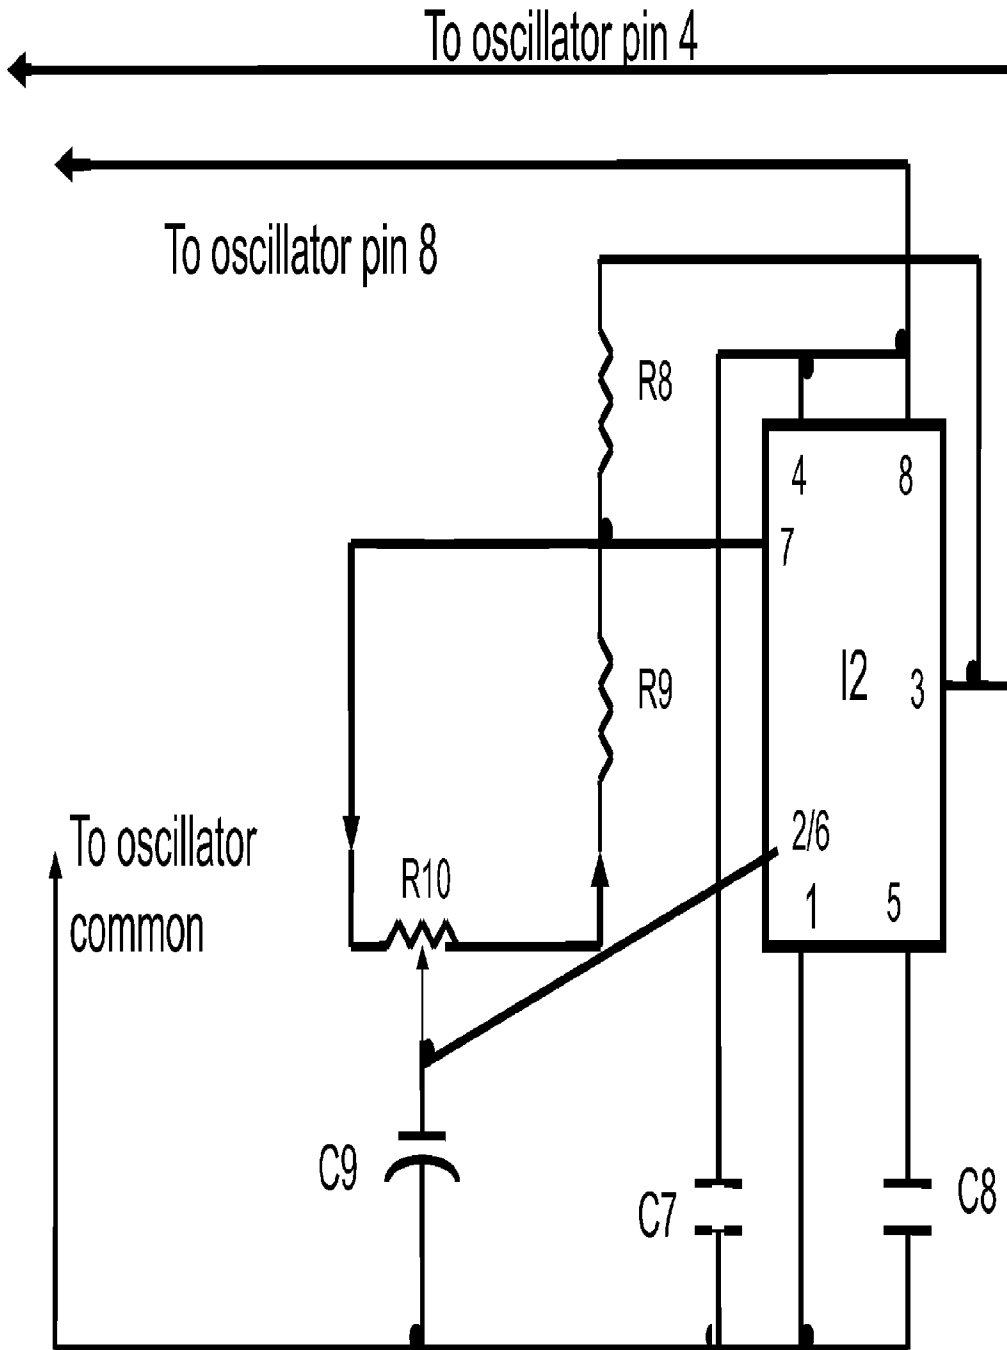 To oscillator pin 4
To oscillator pin 8
R8
4 8
7
I2
R9
3
To oscillator
common
2/6
R10
1 5
C9
C7
C8